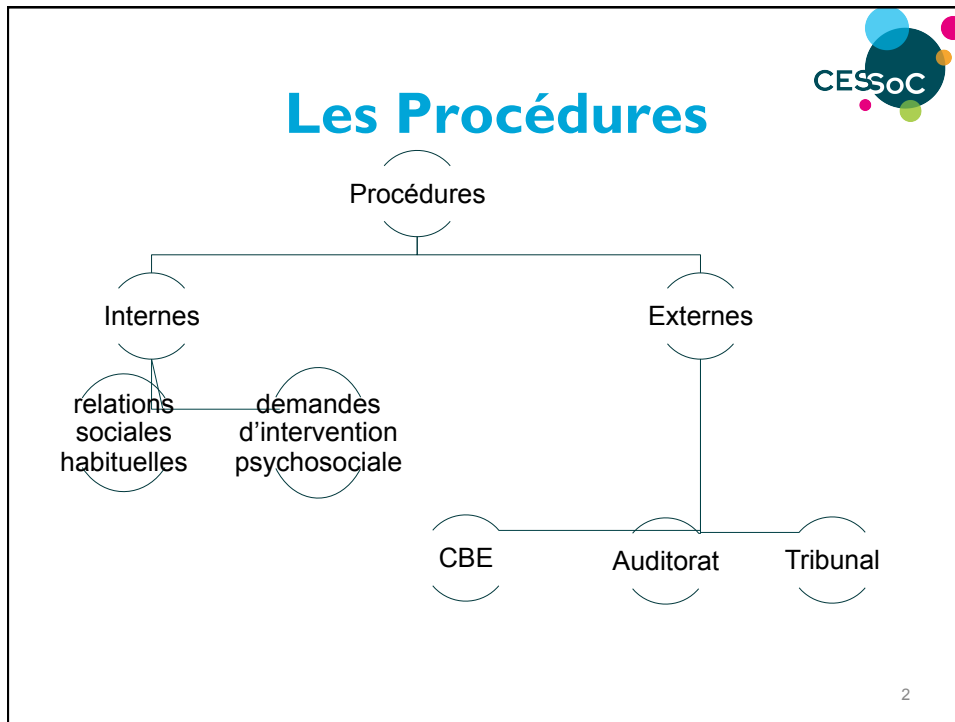 CESSoC
Les Procédures
Procédures
Internes
Externes
relations
sociales
habituelles
demandes
d'intervention
psychosociale
CBE
Auditorat
Tribunal
2